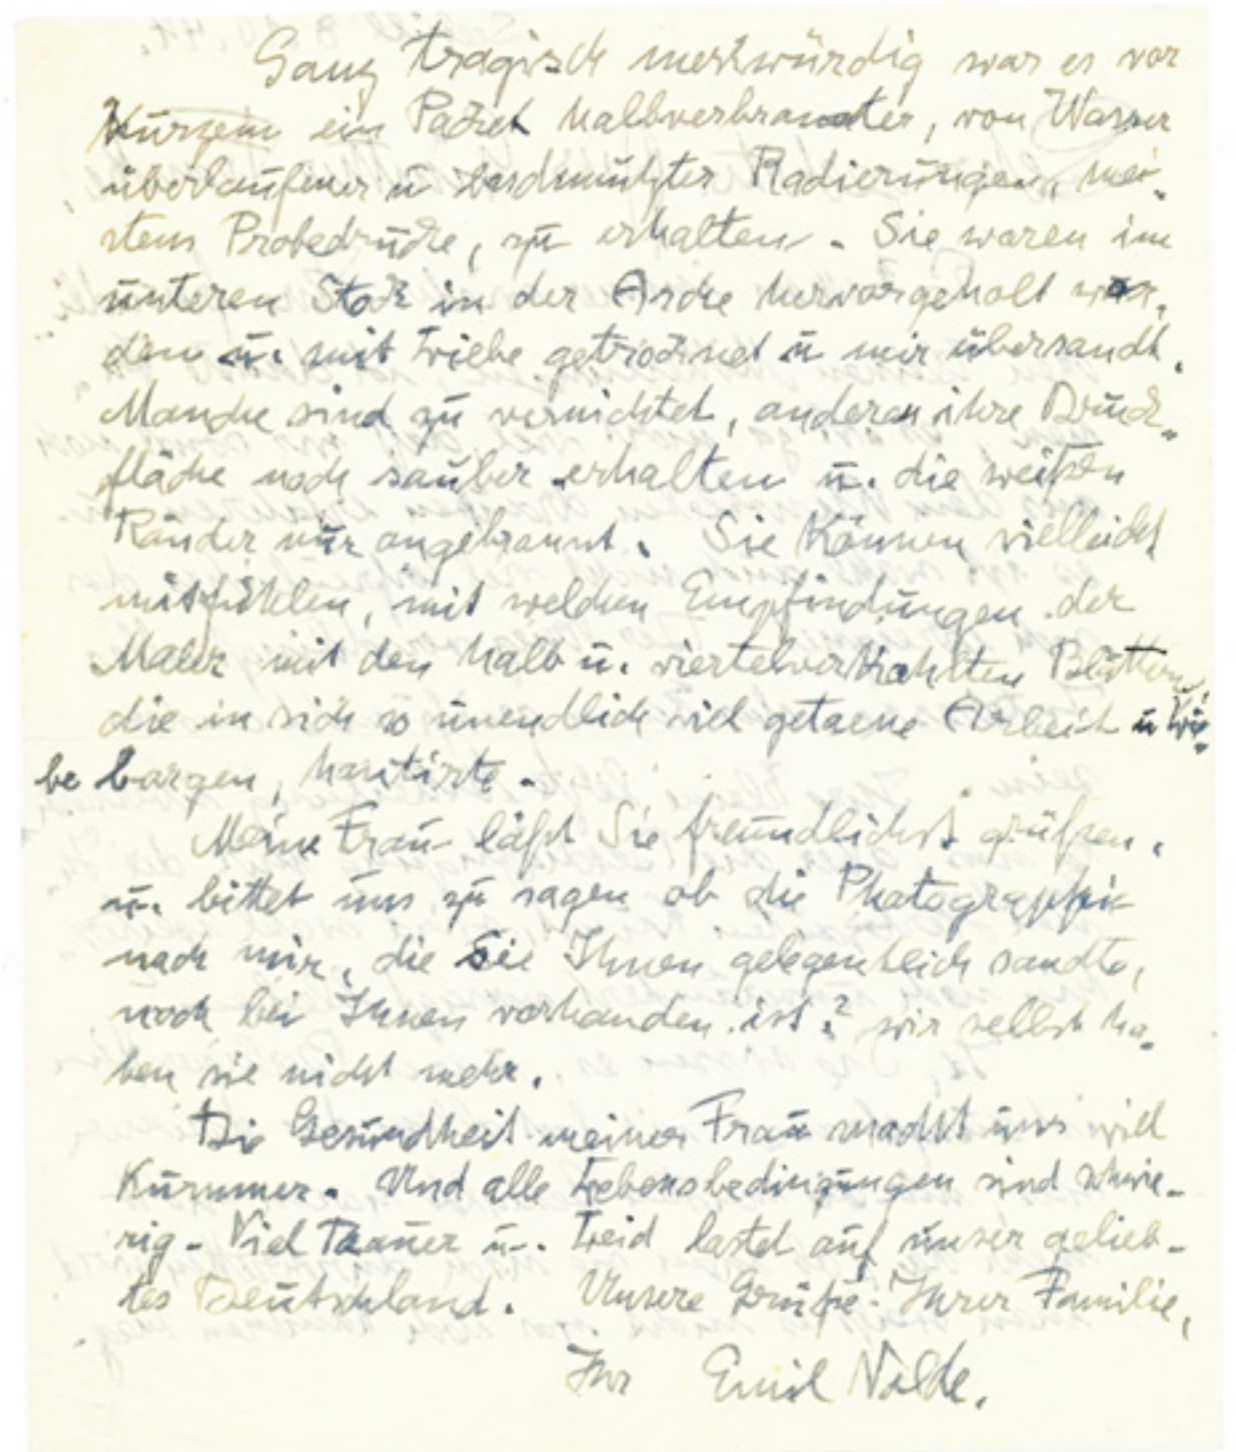 Ganz tragisch merkwürdig war es vor
Kurzem ein Packet halbverbrannter, von Wasser
überlaufener u beschmutzter Radierungen, mei-
stens Probedrucke, zu erhalten. Sie waren im
unteren Stock in der Asche hervorgeholt wor-
den u. mit Liebe getrocknet u mir übersandt.
Manche sind zu vernichtet, anderen ihre Druck-
fläche noch sauber erhalten u. die weißen
Ränder nur angebrannt. Sie können vielleicht
mitfühlen, mit welchen Empfindungen der
Maler mit den halb u. viertelverkohlten Blättern,
die in sich so unendlich viel getaene Arbeit u Lie-
be bargen, hantirte.
Meine Frau läßt Sie freundlichst grüßen.
u. bittet uns zu sagen ob die Photographie
nach mir, die Sie Ihnen gelegentlich sandte,
noch bei Ihnen vorhanden ist? wir selbst ha-
ben sie nicht mehr.
Die Gesundheit meiner Frau macht uns viel
Kummer. Und alle Lebensbedingungen sind schwie-
rig - Viel Trauer u. Leid lastet auf unser gelieb-
tes Deutschland. Unsere Grüße Ihrer Familie,
Ihr Emil Nolde.